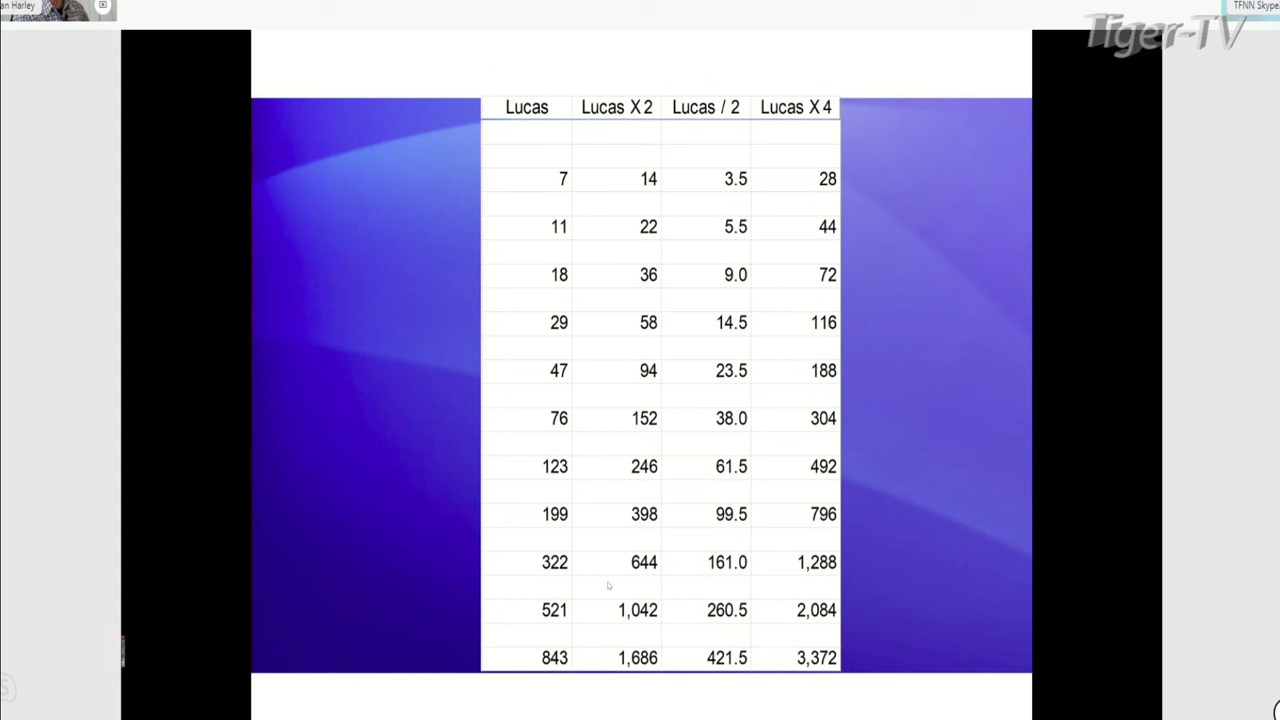 an Harley
TFNN Skype
Tiger-TV
Lucas Lucas X 2 Lucas / 2 Lucas X 4
7 14 3.5 28
11 22 5.5 44
18 36 9.0 72
29 58 14.5 116
47 94 23.5 188
76 152 38.0 304
123 246 61.5 492
199 398 99.5 796
322 644 161.0 1,288
521 1,042 260.5 2,084
843 1,686 421.5 3,372